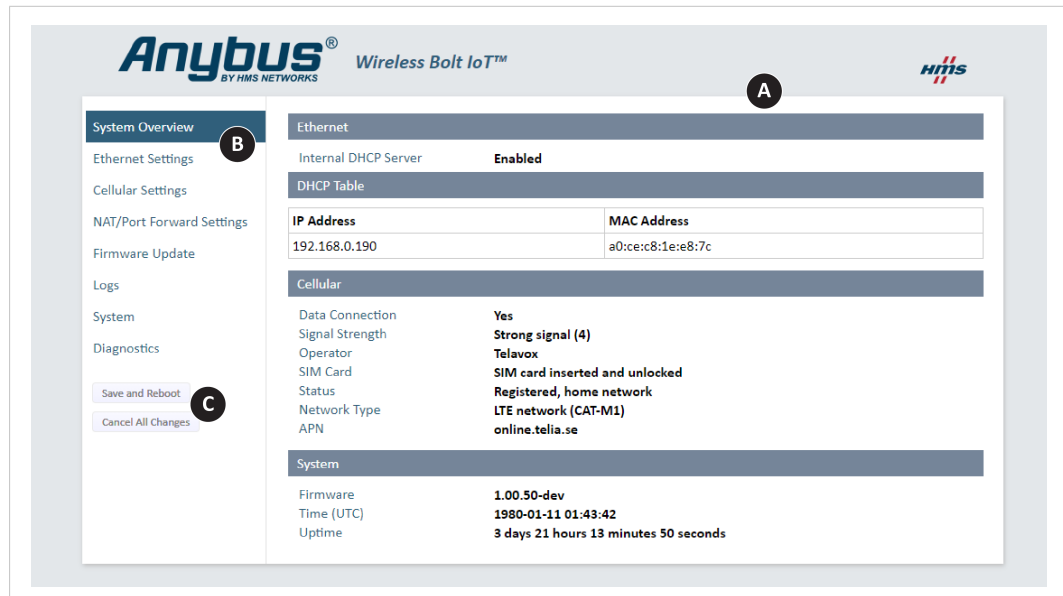 Anybus®
BY HMS NETWORKS
Wireless Bolt IoT™
HMS
A
System Overview
B
Ethernet Settings
Cellular Settings
NAT/Port Forward Settings
Firmware Update
Logs
System
Diagnostics
Save and Reboot
C
Cancel All Changes
Ethernet
Internal DHCP Server Enabled
DHCP Table
IP Address MAC Address
192.168.0.190 a0:ce:c8:1e:e8:7c
Cellular
Data Connection Yes
Signal Strength Strong signal (4)
Operator Telavox
SIM Card SIM card inserted and unlocked
Status Registered, home network
Network Type LTE network (CAT-M1)
APN online.telia.se
System
Firmware 1.00.50-dev
Time (UTC) 1980-01-11 01:43:42
Uptime 3 days 21 hours 13 minutes 50 seconds